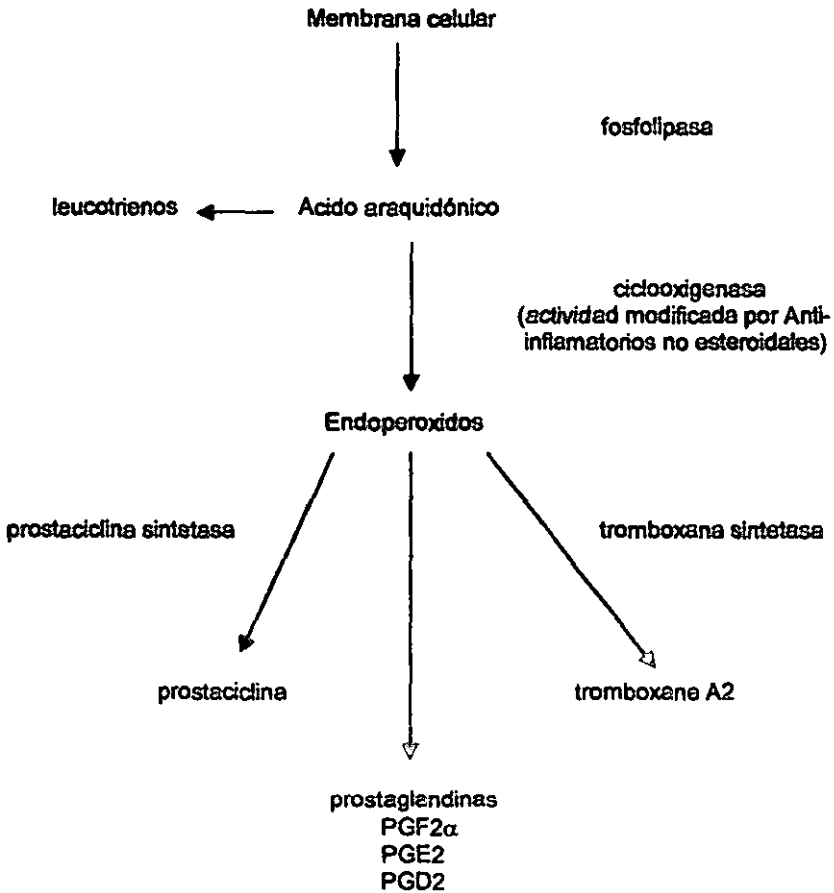 Membrana celular
fosfolipasa
leucotrienos
Acido araquidónico
ciclooxigenasa
(actividad modificada por Anti-
inflamatorios no esteroidales)
Endoperoxidos
prostaciclina sintetasa
tromboxana sintetasa
prostaciclina
tromboxane A2
prostaglandinas
PGF2α
PGE2
PGD2